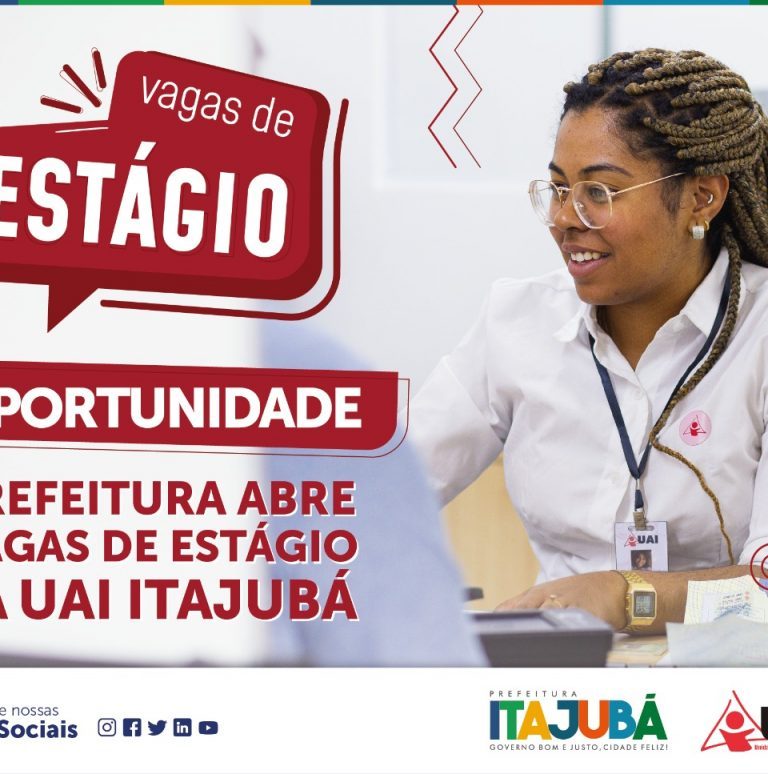 vagas de
ESTÁGIO
PORTUNIDADE
REFEITURA ABRE
AGAS DE ESTÁGIO
A UAI ITAJUBÁ
UAI
e nossas
Sociais
PREFEITURA
ITAJUBÁ
GOVERNO BOM E JUSTO, CIDADE FELIZ!